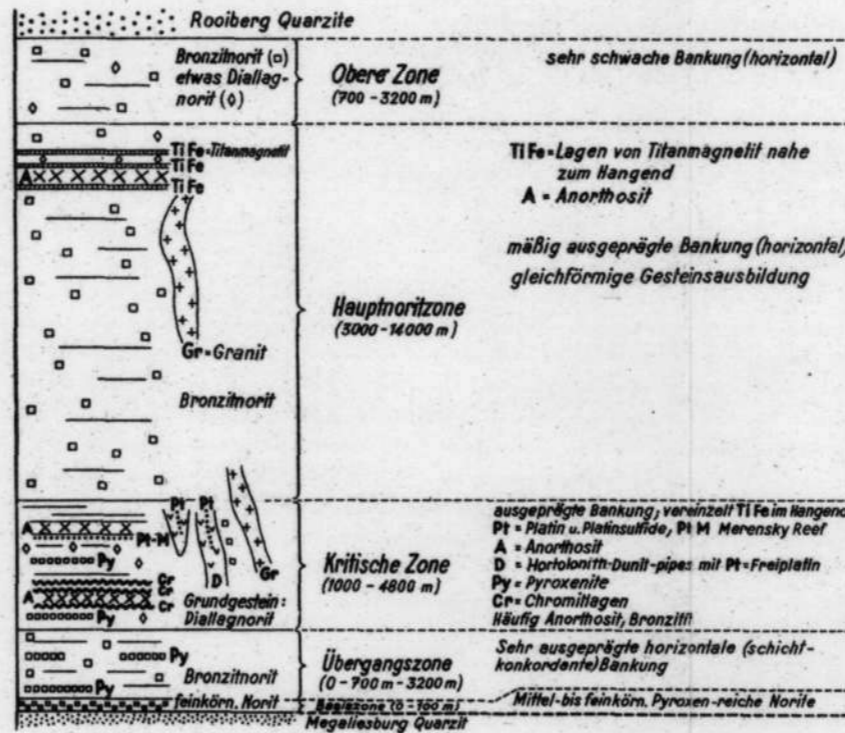 Rooiberg Quarzite
Bronzitnorit (□)
etwas Diallag-
norit (◊)
Obere Zone
(700-3200 m)
sehr schwache Bankung (horizontal)
Ti Fe=Titanmagnetit
Ti Fe
A
Ti Fe
Ti Fe=Lagen von Titanmagnetit nahe
zum Hangend
A = Anorthosit
mäßig ausgeprägte Bankung (horizontal)
gleichförmige Gesteinsausbildung
Hauptnoritzone
(3000-14000 m)
Gr=Granit
Bronzitnorit
Pt Pt
A
Pt-M
Py
Cr
Cr
A
Cr
Py
D
Gr
Grundgestein:
Diallagnorit
Kritische Zone
(1000-4800 m)
ausgeprägte Bankung; vereinzelt Ti Fe im Hangend
Pt = Platin u. Platinsulfide, Pt M Merensky Reef
A = Anorthosit
D = Hortolonith-Dunit-pipes mit Pt=Freiplatin
Py= Pyroxenite
Cr= Chromitlagen
Häufig Anorthosit,
Py
Py
Bronzitnorit
Übergangszone
(0-700 m-3200 m)
Sehr ausgeprägte horizontale (schicht-
konkordante) Bankung
feinkörn. Norit
(0-100 m)
Mittel-bis feinkörn. Pyroxen-reiche Norite
Megaliesburg Quarzit